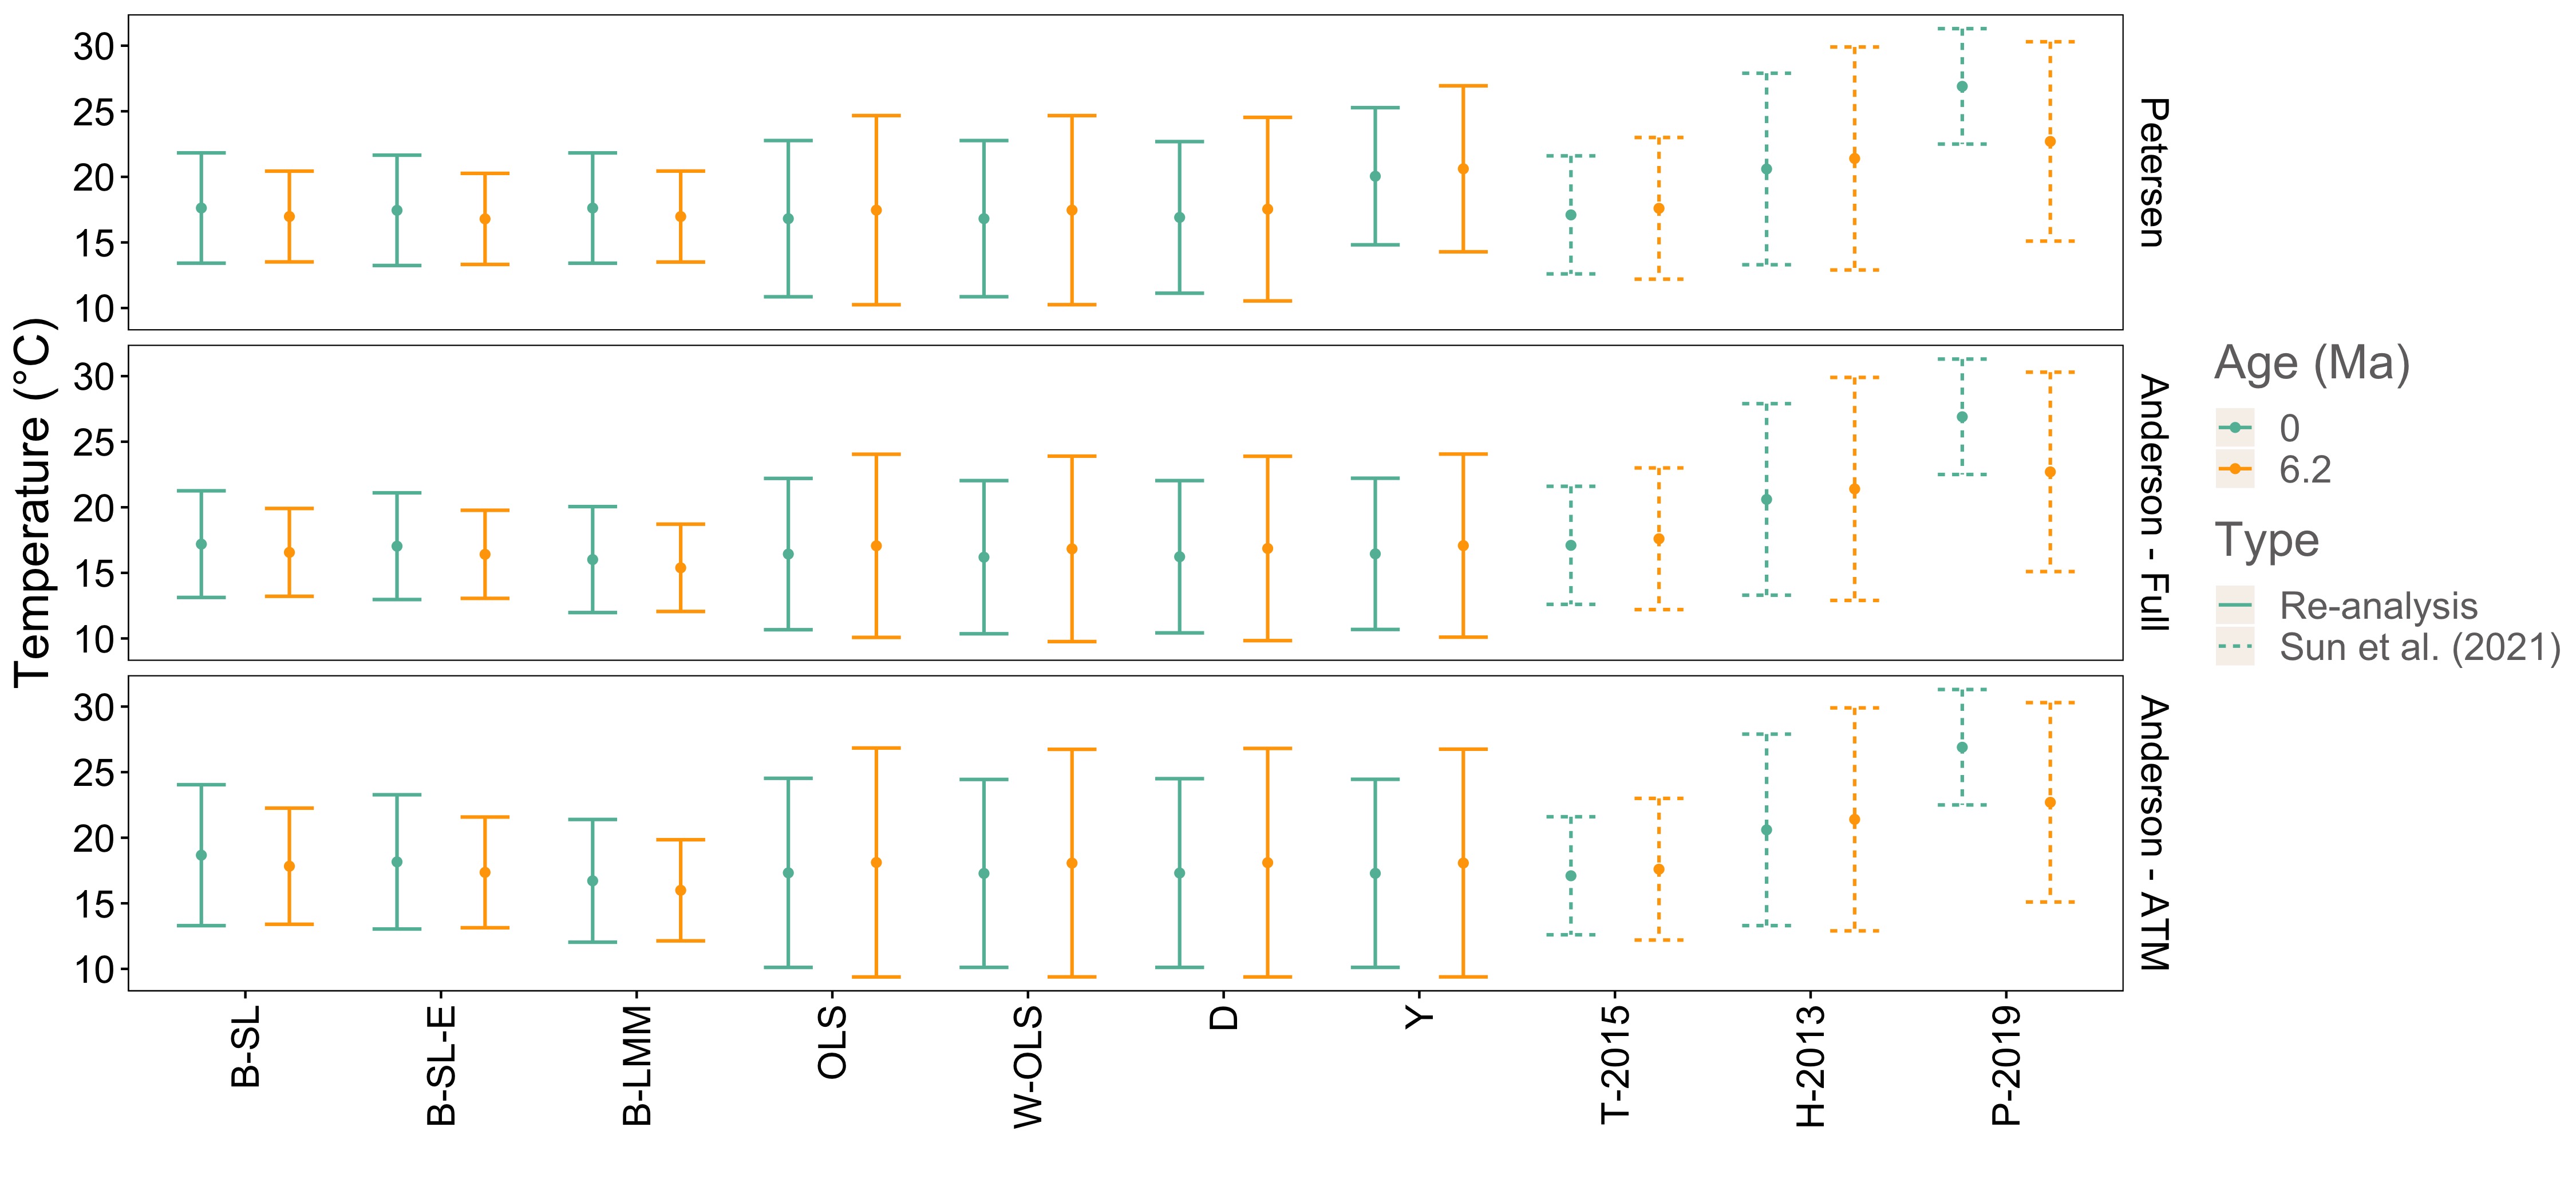 Temperature (°C)
30
25
20
15
10
Petersen
30
25
20
15
10
Anderson - Full
30
25
20
15
10
Anderson - ATM
B-SL
B-SL-E
B-LMM
OLS
W-OLS
D
Y
T-2015
H-2013
P-2019
Age (Ma)
0
6.2
Type
Re-analysis
Sun et al. (2021)